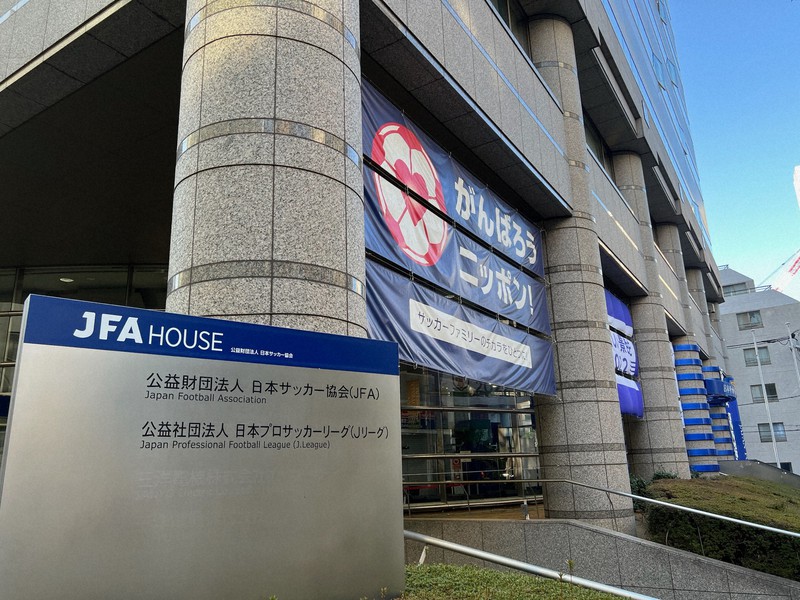 JFA HOUSE 公益財団法人 日本サッカー協会
公益財団法人 日本サッカー協会(JFA)
Japan Football Association
公益社団法人 日本プロサッカーリーグ(Jリーグ)
Japan Professional Football League (J.League)
がんばろう
ニッポン!
サッカーファミリーのチカラをひとつに!